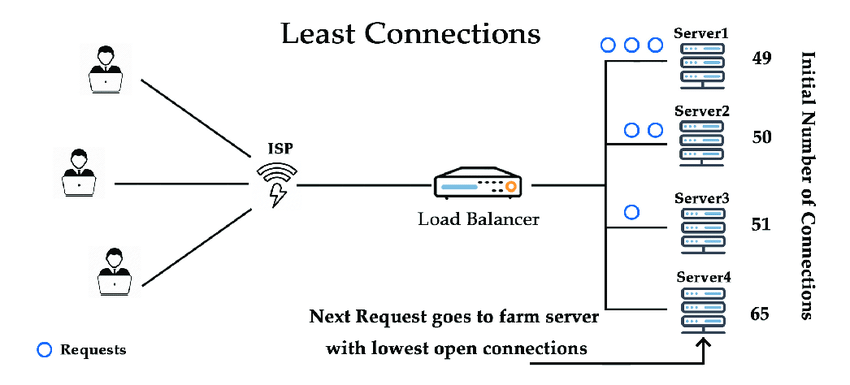 Least Connections
Server1
49
Server2
50
ISP
Load Balancer
Server3
51
Server4
65
Initial Number of Connections
Next Request goes to farm server
with lowest open connections
Requests